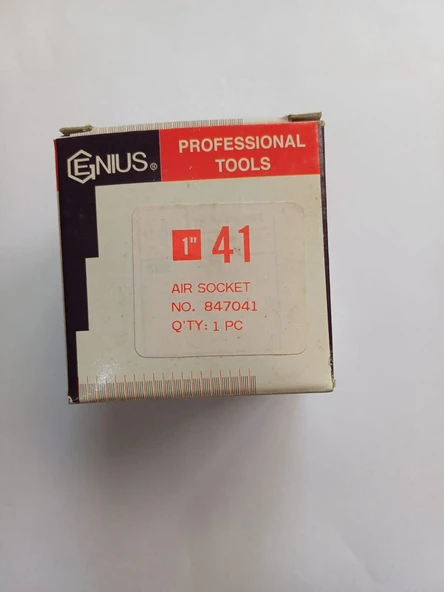 GENIUS®
PROFESSIONAL
TOOLS
1" 41
AIR SOCKET
NO. 847041
Q'TY: 1 PC